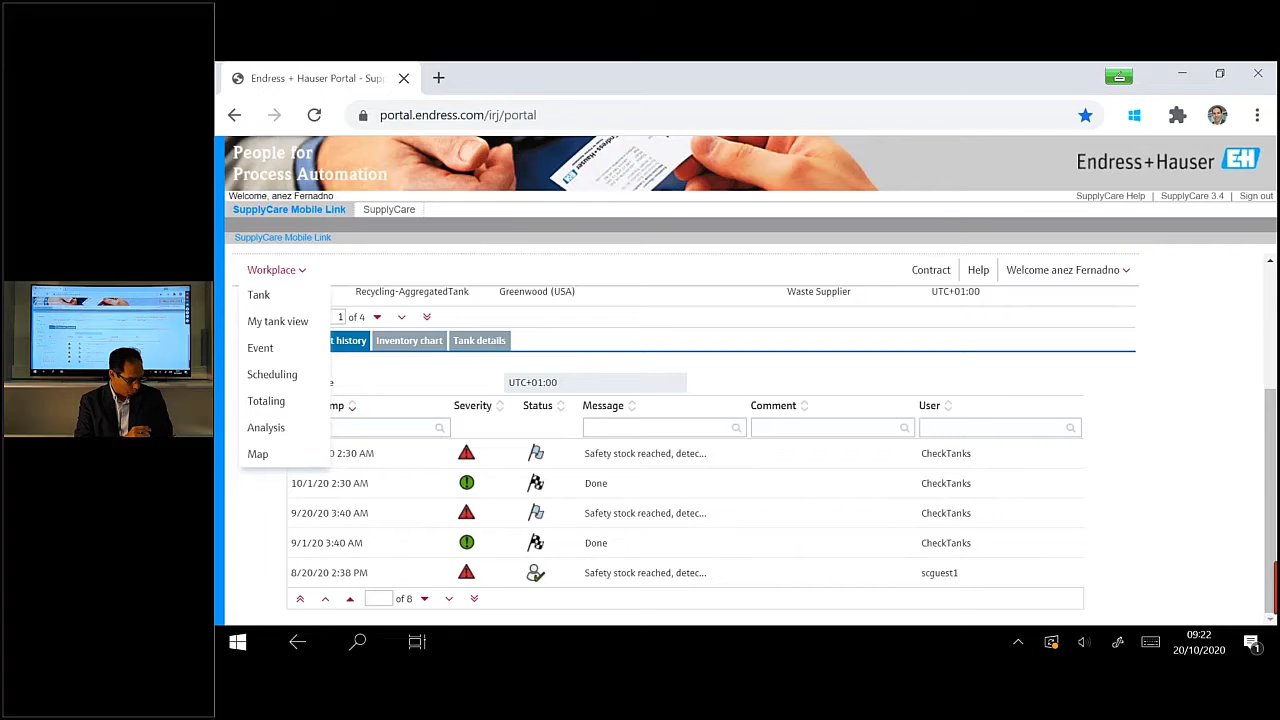 Endress + Hauser Portal - Supp
portal.endress.com/irj/portal
People for
Process Automation
Endress+Hauser EH
Welcome, anez Fernadno
SupplyCare Help | SupplyCare 3.4 | Sign out
SupplyCare Mobile Link SupplyCare
SupplyCare Mobile Link
Workplace Contract Help Welcome anez Fernadno
Tank
Recycling-AggregatedTank Greenwood (USA) Waste Supplier UTC+01:00
My tank view
1 of 4
Event
t history Inventory chart Tank details
Scheduling
e UTC+01:00
Totaling
mp Severity Status Message Comment User
Analysis
Map
0 2:30 AM Safety stock reached, detec... CheckTanks
10/1/20 2:30 AM Done CheckTanks
9/20/20 3:40 AM Safety stock reached, detec... CheckTanks
9/1/20 3:40 AM Done CheckTanks
8/20/20 2:38 PM Safety stock reached, detec... scguest1
of 8
09:22
20/10/2020
1